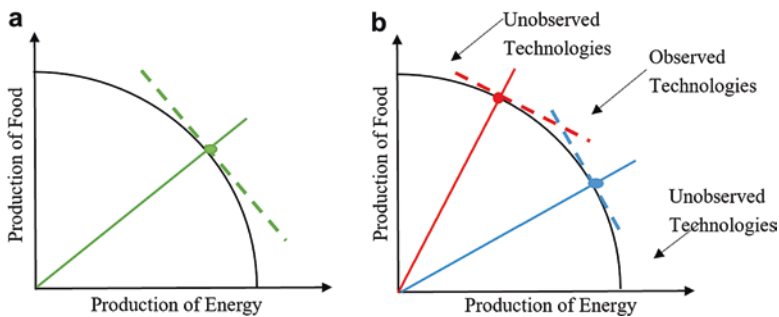 a
Production of Food
Production of Energy
b
Unobserved
Technologies
Observed
Technologies
Unobserved
Technologies
Production of Food
Production of Energy